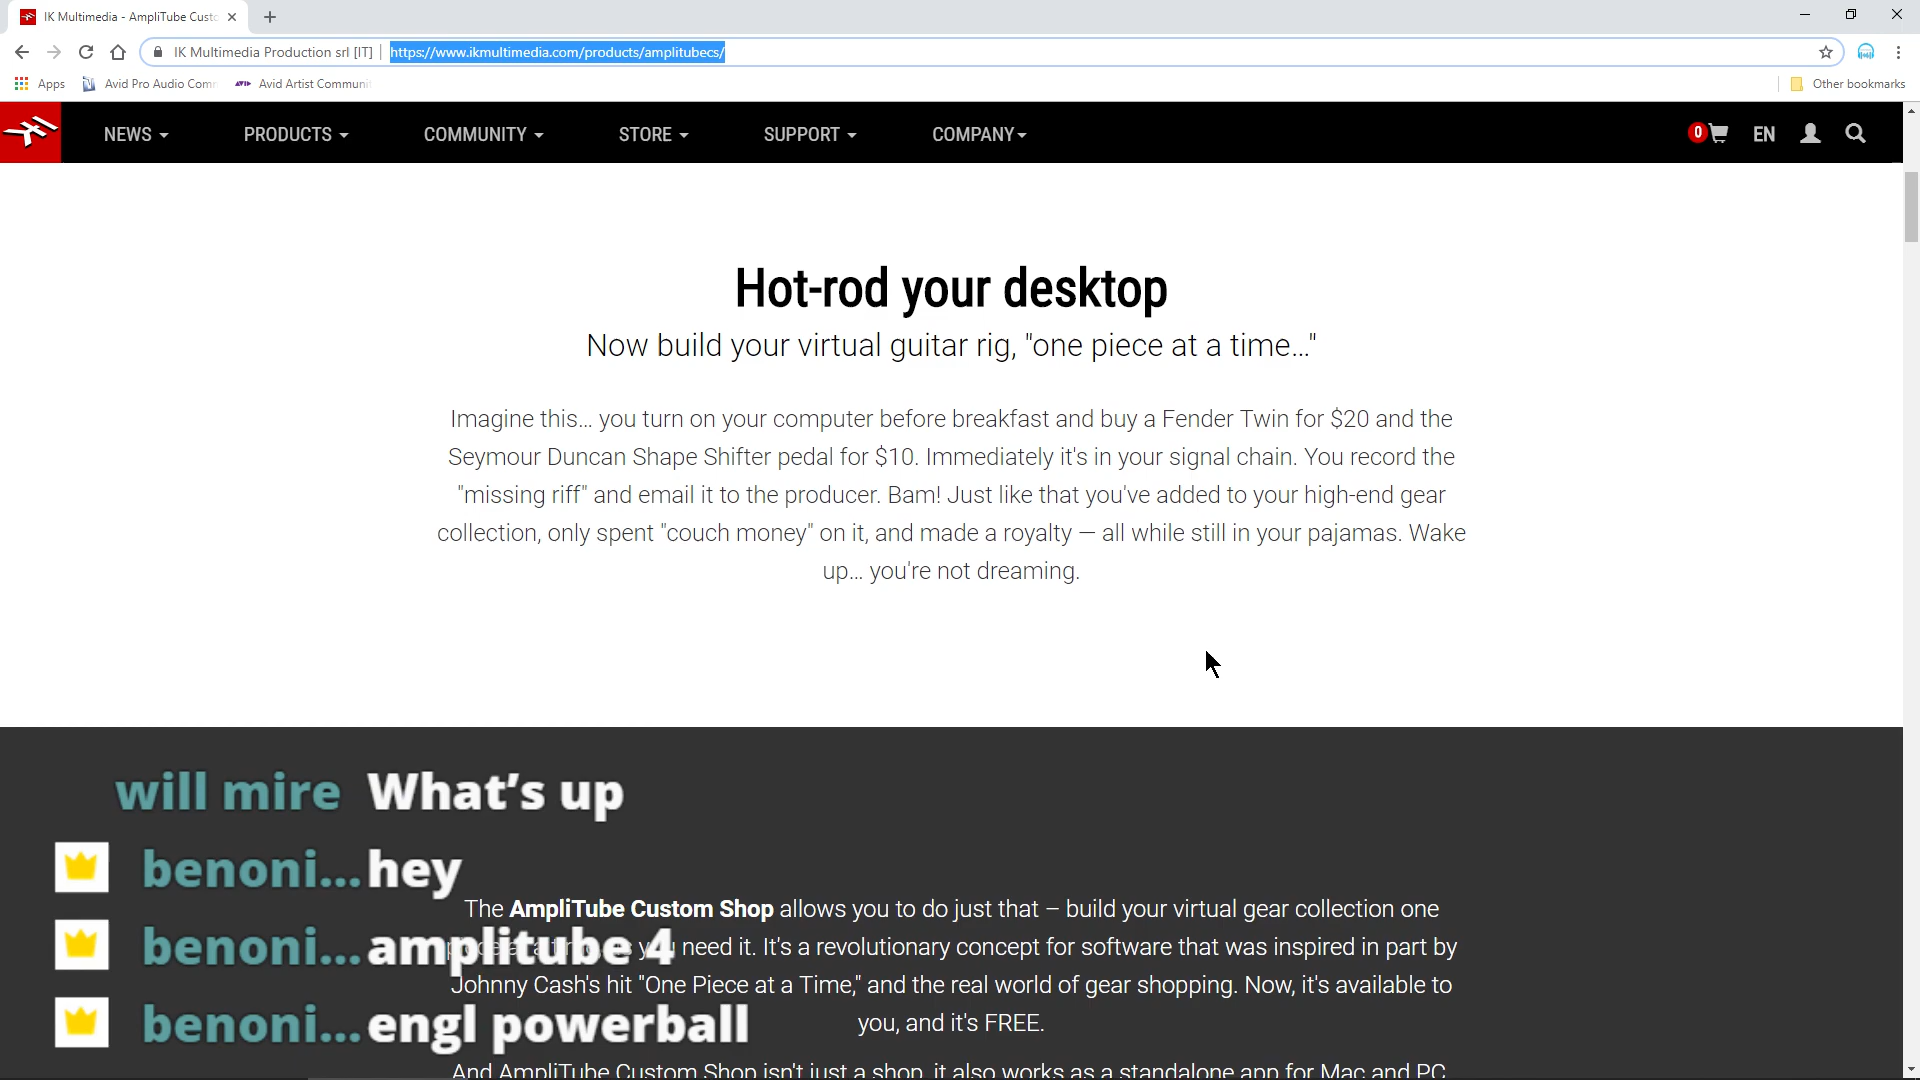 IK Multimedia - AmpliTube Custo
IK Multimedia Production srl [IT] | https://www.ikmultimedia.com/products/amplitubecs/
Apps Avid Pro Audio Com Avid Artist Communit Other bookmarks
NEWS PRODUCTS COMMUNITY STORE SUPPORT COMPANY 0 EN
Hot-rod your desktop
Now build your virtual guitar rig, "one piece at a time..."
Imagine this... you turn on your computer before breakfast and buy a Fender Twin for $20 and the
Seymour Duncan Shape Shifter pedal for $10. Immediately it's in your signal chain. You record the
"missing riff" and email it to the producer. Bam! Just like that you've added to your high-end gear
collection, only spent "couch money" on it, and made a royalty — all while still in your pajamas. Wake
up... you're not dreaming.
will mire What's up
benoni... hey
The AmpliTube Custom Shop allows you to do just that – build your virtual gear collection one
benoni... amplitube 4
need it. It's a revolutionary concept for software that was inspired in part by
Johnny Cash's hit "One Piece at a Time," and the real world of gear shopping. Now, it's available to
benoni... engl powerball
you, and it's FREE.
And AmpliTube Custom Shop isn't just a shop, it also works as a standalone app for Mac and PC